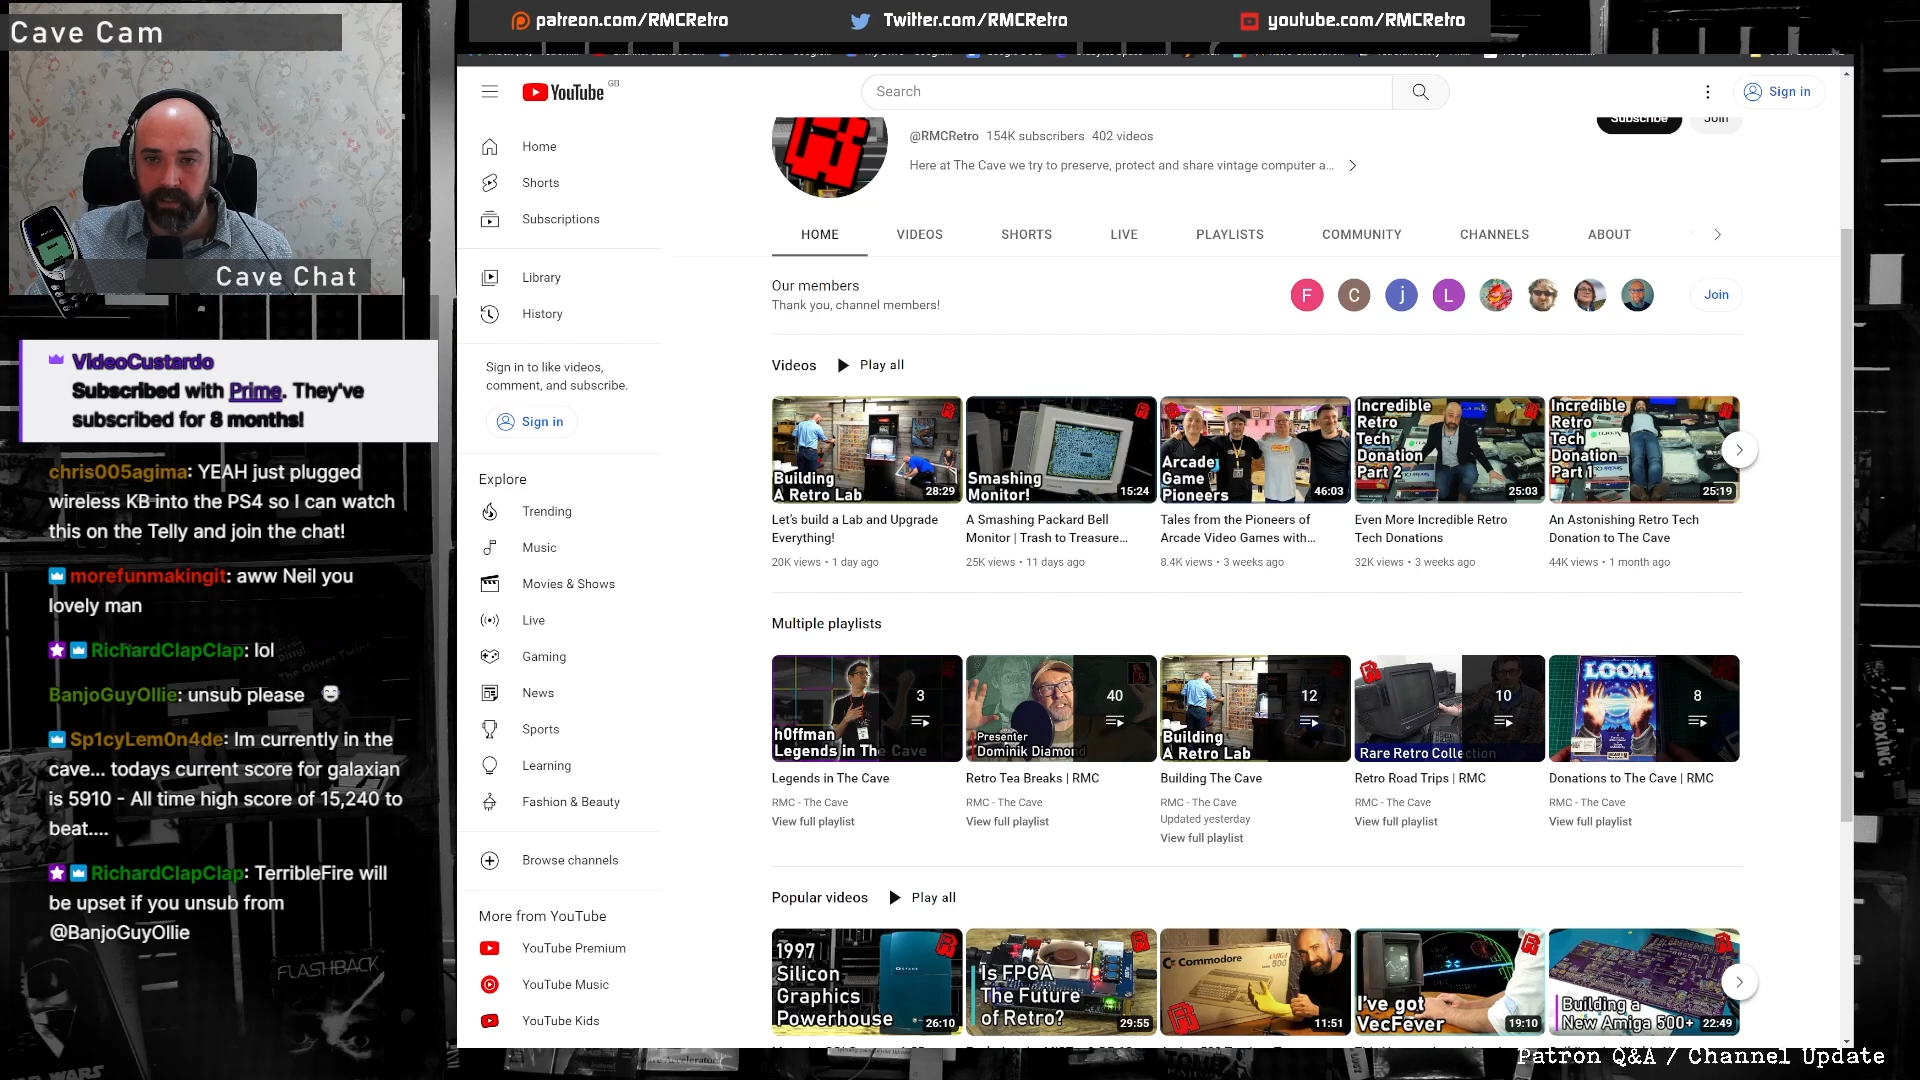 Cave Cam
patreon.com/RMCRetro
Twitter.com/RMCRetro
youtube.com/RMCRetro
YouTube GB
Search
Sign in
@RMCRetro 154K subscribers 402 videos
Subscribe
Join
Here at The Cave we try to preserve, protect and share vintage computer a...
HOME
VIDEOS
SHORTS
LIVE
PLAYLISTS
COMMUNITY
CHANNELS
ABOUT
Our members
Thank you, channel members!
F
C
j
L
Join
Home
Shorts
Subscriptions
Library
History
Sign in to like videos,
comment, and subscribe.
Sign in
Explore
Trending
Music
Movies & Shows
Live
Gaming
News
Sports
Learning
Fashion & Beauty
Browse channels
More from YouTube
YouTube Premium
YouTube Music
YouTube Kids
Videos
Play all
Building
A Retro Lab
28:29
Let's build a Lab and Upgrade
Everything!
20K views • 1 day ago
Smashing
Monitor!
15:24
A Smashing Packard Bell
Monitor | Trash to Treasure...
25K views • 11 days ago
Arcade
Game
Pioneers
46:03
Tales from the Pioneers of
Arcade Video Games with...
8.4K views • 3 weeks ago
Incredible
Retro
Tech
Donation
Part 2
25:03
Even More Incredible Retro
Tech Donations
32K views • 3 weeks ago
Incredible
Retro
Tech
Donation
Part 1
25:19
An Astonishing Retro Tech
Donation to The Cave
44K views • 1 month ago
Multiple playlists
h0ffman
Legends in The Cave
3
Legends in The Cave
RMC - The Cave
View full playlist
Presenter
Dominik Diamond
40
Retro Tea Breaks | RMC
RMC - The Cave
View full playlist
Building
A Retro Lab
12
Building The Cave
RMC - The Cave
Updated yesterday
View full playlist
Rare Retro Collection
10
Retro Road Trips | RMC
RMC - The Cave
View full playlist
LOOM
8
Donations to The Cave | RMC
RMC - The Cave
View full playlist
Popular videos
Play all
1997
Silicon
Graphics
Powerhouse
26:10
Is FPGA
The Future
of Retro?
29:55
Commodore
AMIGA
500
11:51
I've got
VecFever
19:10
Building a
New Amiga 500+
22:49
Cave Chat
VideoCustardo
Subscribed with Prime. They've
subscribed for 8 months!
chris005agima: YEAH just plugged
wireless KB into the PS4 so I can watch
this on the Telly and join the chat!
morefunmakingit: aww Neil you
lovely man
RichardClapClap: lol
BanjoGuyOllie: unsub please
Sp1cyLem0n4de: Im currently in the
cave... todays current score for galaxian
is 5910 - All time high score of 15,240 to
beat....
RichardClapClap: TerribleFire will
be upset if you unsub from
@BanjoGuyOllie
FLASHBACK
BOXING
Patron Q&A / Channel Update